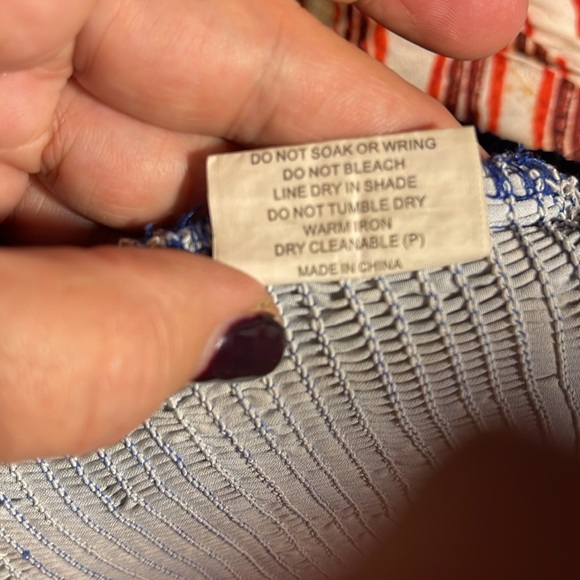 DO NOT SOAK OR WRING
DO NOT BLEACH
LINE DRY IN SHADE
DO NOT TUMBLE DRY
WARM IRON
DRY CLEANABLE (P)
MADE IN CHINA